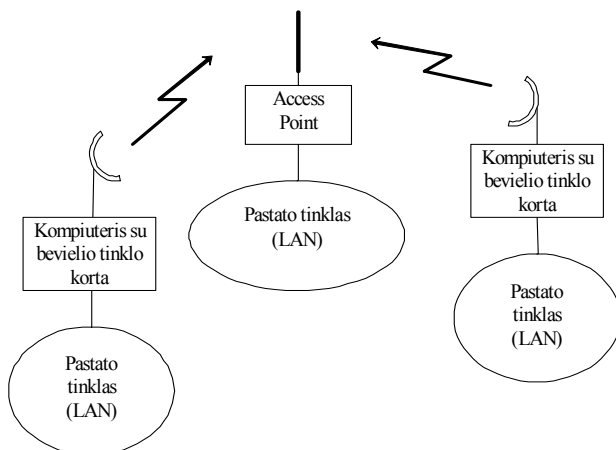 Access
Point
Pastato tinklas
(LAN)
Kompiuteris su
bevielio tinklo
korta
Pastato
tinklas
(LAN)
Kompiuteris su
bevielio tinklo
korta
Pastato
tinklas
(LAN)